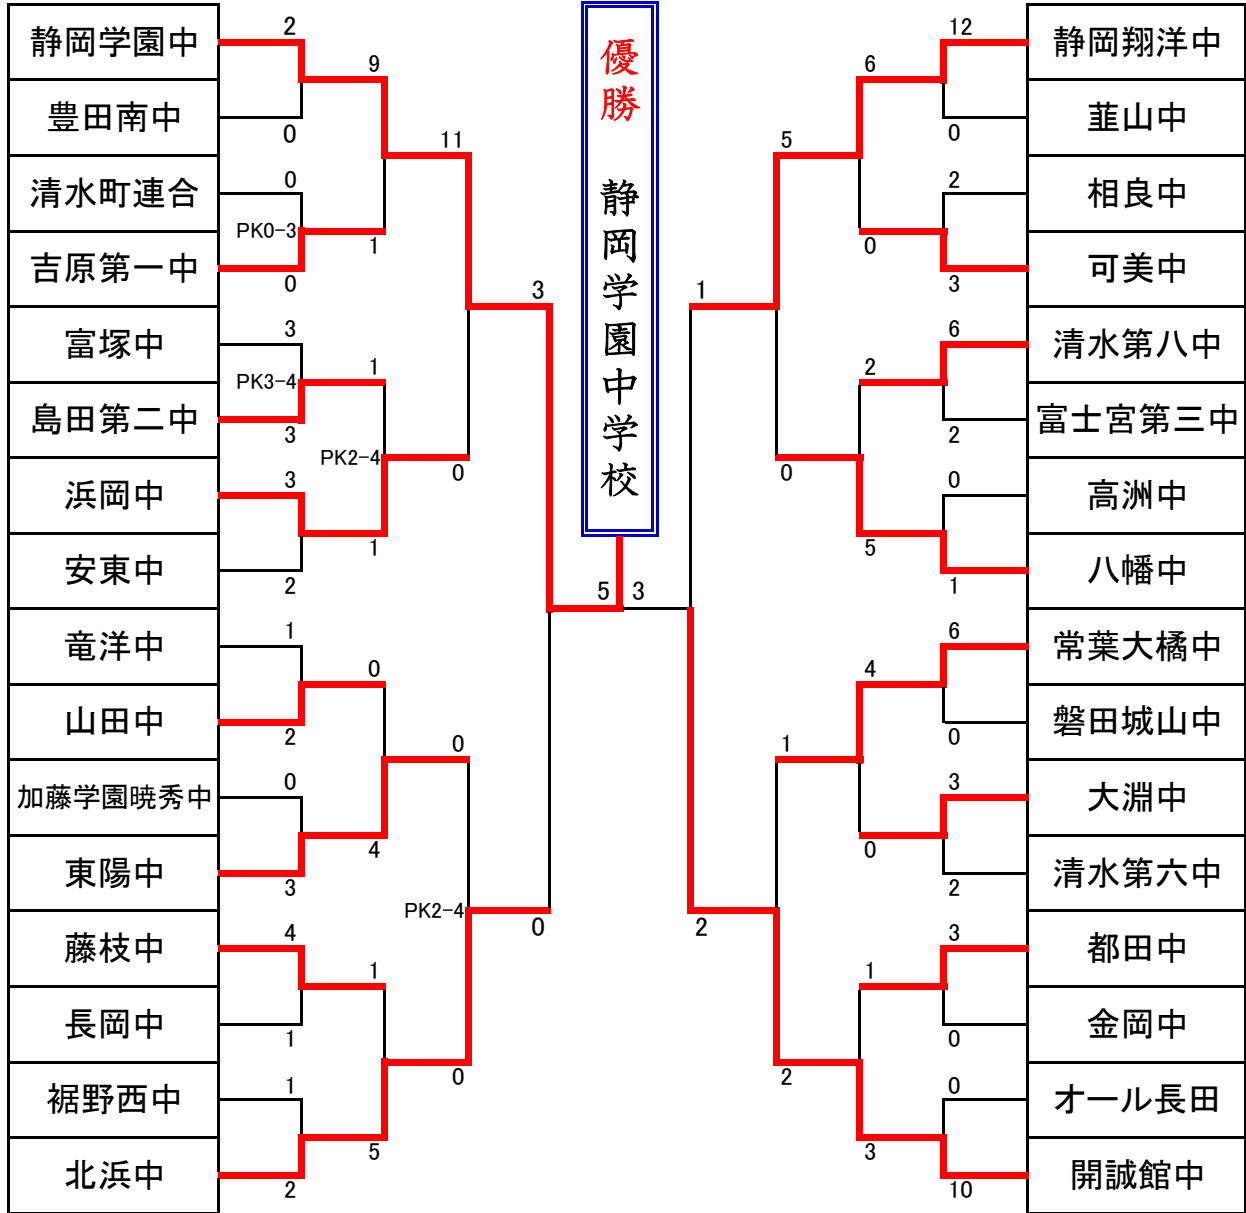 静岡学園中
豊田南中
清水町連合
吉原第一中
富塚中
島田第二中
浜岡中
安東中
竜洋中
山田中
加藤学園暁秀中
東陽中
藤枝中
長岡中
裾野西中
北浜中
2
0
0
PK0-3
0
3
PK3-4
3
3
2
1
2
0
3
4
1
1
2
9
1
1
PK2-4
1
0
4
1
5
11
0
0
PK2-4
0
3
0
5
優勝 静岡学園中学校
3
1
2
5
0
1
2
6
0
2
5
4
0
1
3
12
0
2
3
6
2
0
1
6
0
3
2
3
0
0
10
静岡翔洋中
韮山中
相良中
可美中
清水第八中
富士宮第三中
高洲中
八幡中
常葉大橘中
磐田城山中
大淵中
清水第六中
都田中
金岡中
オール長田
開誠館中